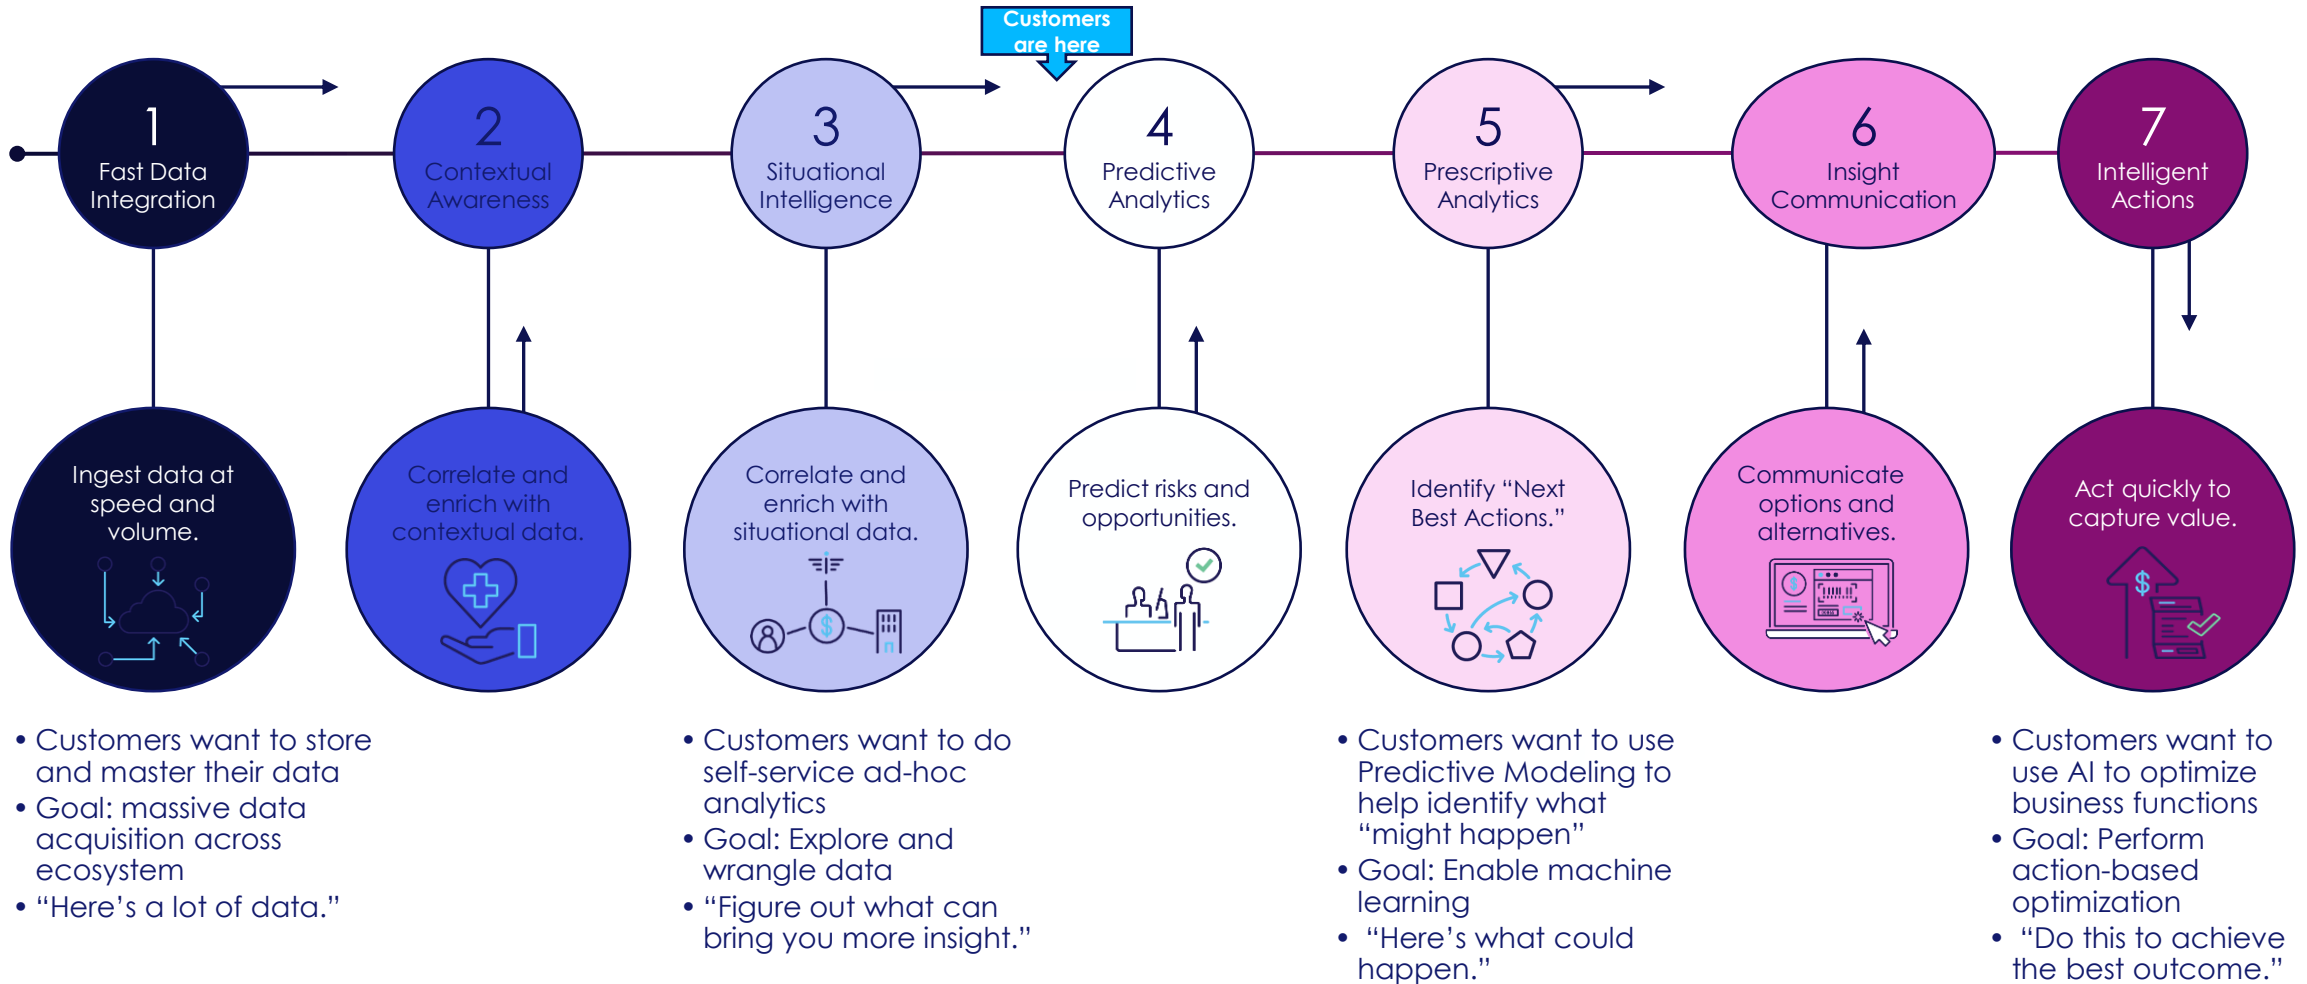 Customers
are here
1
Fast Data
Integration
2
Contextual
Awareness
3
Situational
Intelligence
4
Predictive
Analytics
5
Prescriptive
Analytics
6
Insight
Communication
7
Intelligent
Actions
Ingest data at
speed and
volume.
Correlate and
enrich with
contextual data.
Correlate and
enrich with
situational data.
$
Predict risks and
opportunities.
Identify “Next
Best Actions.”
Communicate
options and
alternatives.
$
Act quickly to
capture value.
$
• Customers want to store
and master their data
• Goal: massive data
acquisition across
ecosystem
• “Here’s a lot of data.”
• Customers want to do
self-service ad-hoc
analytics
• Goal: Explore and
wrangle data
• “Figure out what can
bring you more insight.”
• Customers want to use
Predictive Modeling to
help identify what
“might happen”
• Goal: Enable machine
learning
• “Here’s what could
happen.”
• Customers want to
use AI to optimize
business functions
• Goal: Perform
action-based
optimization
• “Do this to achieve
the best outcome.”